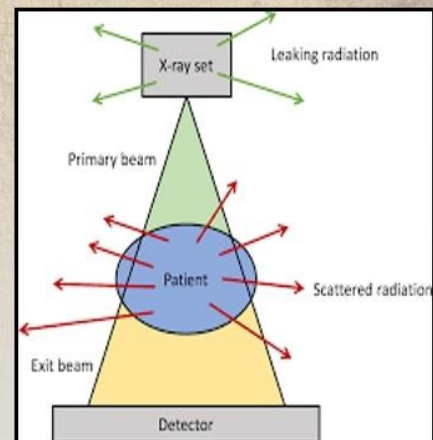 X-ray set
Leaking radiation
Primary beam
Patient
Scattered radiation
Exit beam
Detector